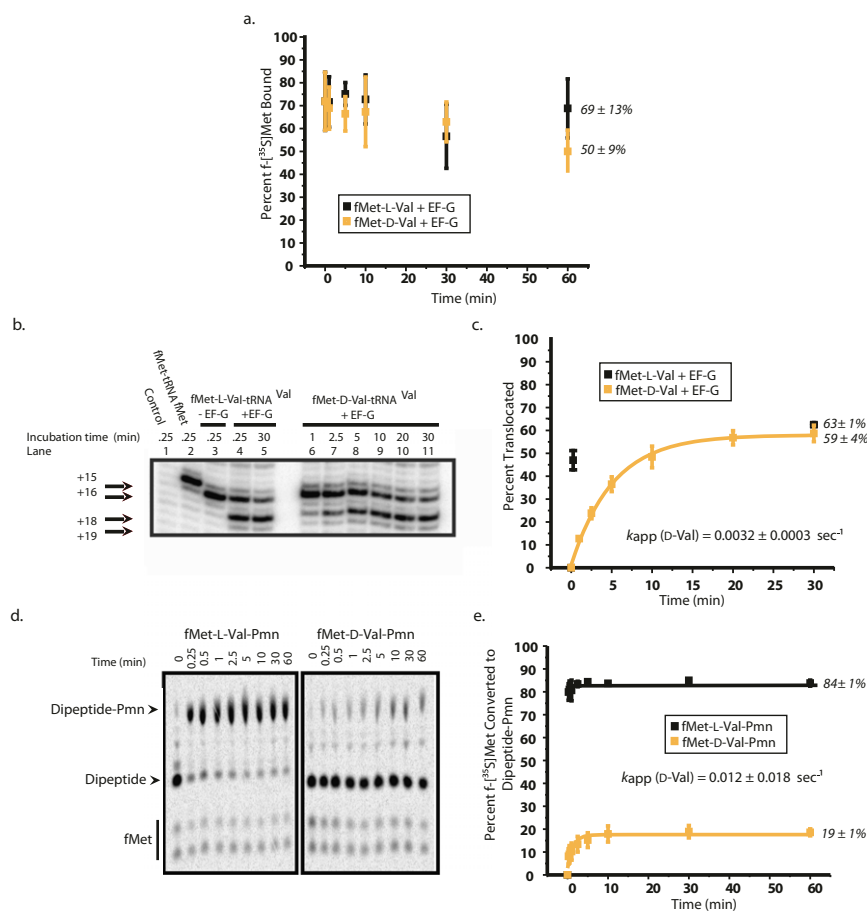 a.
Percent f-[³⁵S]Met Bound
100
90
80
70
60
50
40
30
20
10
0
69 ± 13%
50 ± 9%
fMet-L-Val + EF-G
fMet-D-Val + EF-G
0 10 20 30 40 50 60
Time (min)
b.
Control
fMet-tRNA fMet
fMet-L-Val-tRNA Val
- EF-G +EF-G
fMet-D-Val-tRNA Val
+ EF-G
Incubation time (min) .25 .25 .25 .25 30 1 2.5 5 10 20 30
Lane 1 2 3 4 5 6 7 8 9 10 11
+15
+16
+18
+19
c.
Percent Translocated
100
90
80
70
60
50
40
30
20
10
0
fMet-L-Val + EF-G
fMet-D-Val + EF-G
63± 1%
59 ± 4%
kapp (D-Val) = 0.0032 ± 0.0003 sec⁻¹
0 5 10 15 20 25 30
Time (min)
d.
fMet-L-Val-Pmn fMet-D-Val-Pmn
Time (min) 0 0.25 0.5 1 2.5 5 10 30 60 0 0.25 0.5 1 2.5 5 10 30 60
Dipeptide-Pmn
Dipeptide
fMet
e.
Percent f-[³⁵S]Met Converted to
Dipeptide-Pmn
100
90
80
70
60
50
40
30
20
10
0
84± 1%
fMet-L-Val-Pmn
fMet-D-Val-Pmn
kapp (D-Val) = 0.012 ± 0.018 sec⁻¹
19 ± 1%
0 10 20 30 40 50 60
Time (min)